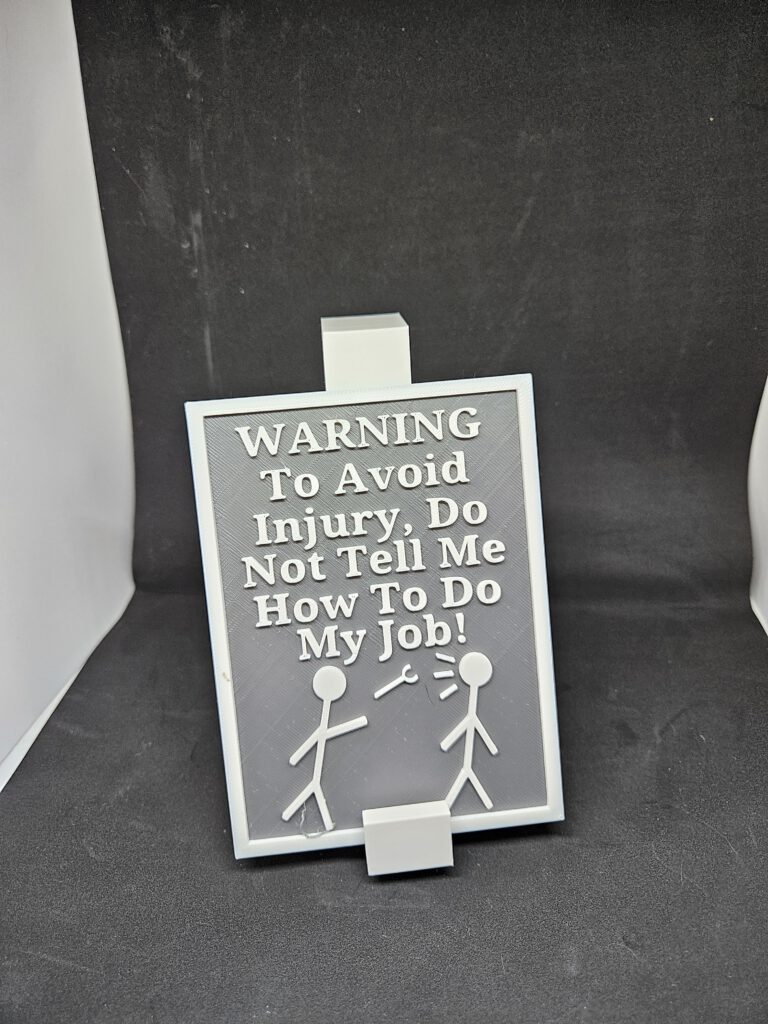 WARNING
To Avoid
Injury, Do
Not Tell Me
How To Do
My Job!